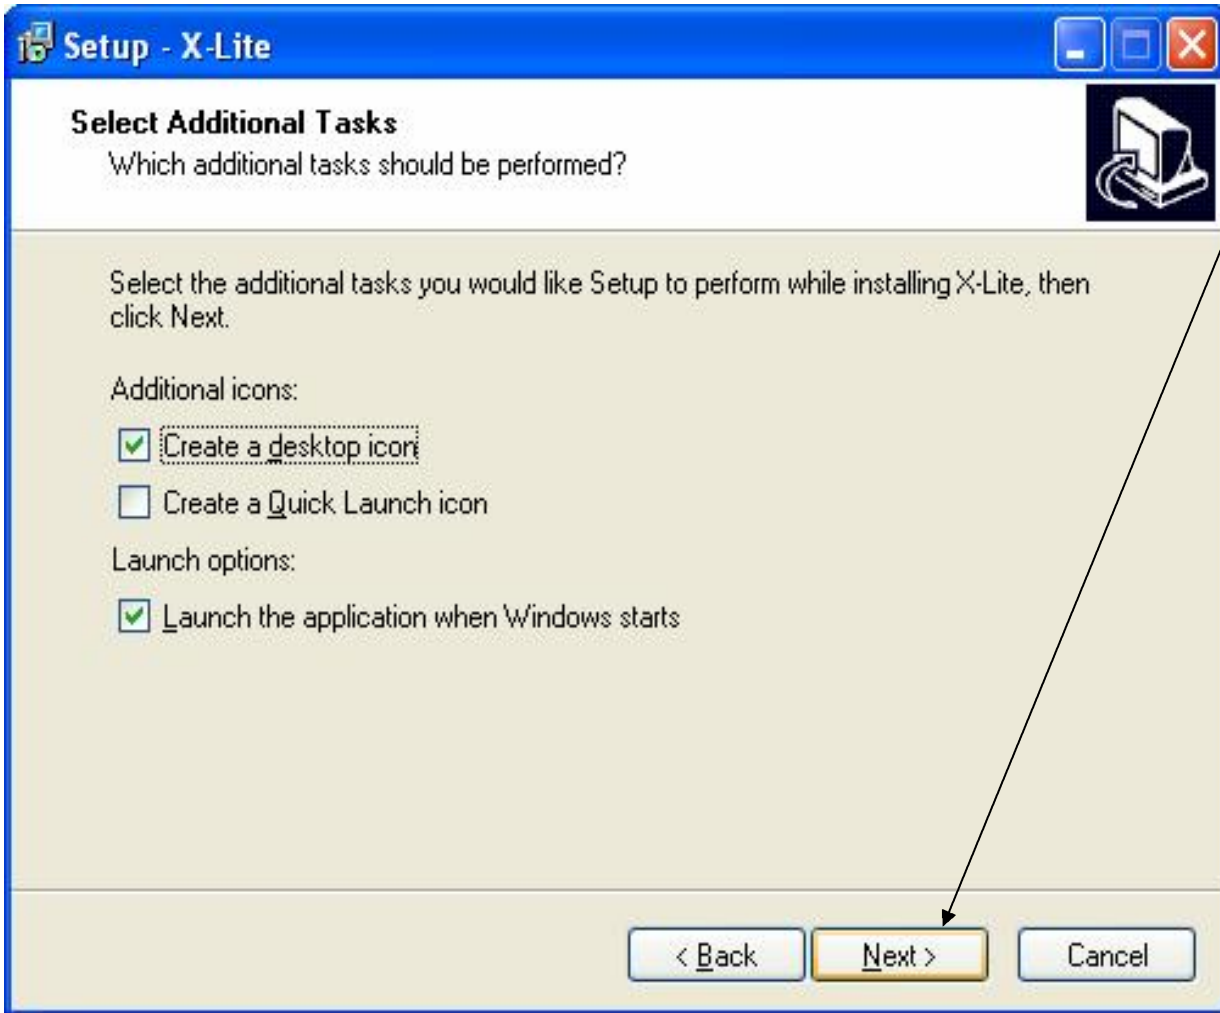 Setup - X-Lite
Select Additional Tasks
Which additional tasks should be performed?
Select the additional tasks you would like Setup to perform while installing X-Lite, then
click Next.
Additional icons:
Create a desktop icon
Create a Quick Launch icon
Launch options:
Launch the application when Windows starts
< Back Next > Cancel